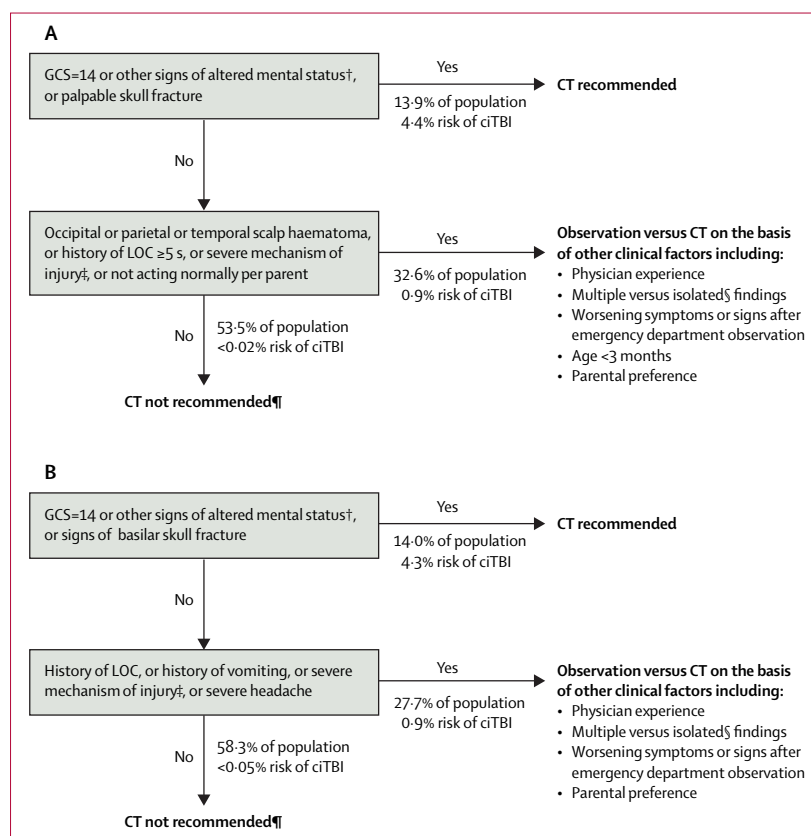 A
GCS=14 or other signs of altered mental status†,
or palpable skull fracture
Yes
13·9% of population
4·4% risk of ciTBI
CT recommended
No
Occipital or parietal or temporal scalp haematoma,
or history of LOC ≥5 s, or severe mechanism of
injury‡, or not acting normally per parent
Yes
32·6% of population
0·9% risk of ciTBI
Observation versus CT on the basis
of other clinical factors including:
• Physician experience
• Multiple versus isolated§ findings
• Worsening symptoms or signs after
emergency department observation
• Age <3 months
• Parental preference
No
53·5% of population
<0·02% risk of ciTBI
CT not recommended¶
B
GCS=14 or other signs of altered mental status†,
or signs of basilar skull fracture
Yes
14·0% of population
4·3% risk of ciTBI
CT recommended
No
History of LOC, or history of vomiting, or severe
mechanism of injury‡, or severe headache
Yes
27·7% of population
0·9% risk of ciTBI
Observation versus CT on the basis
of other clinical factors including:
• Physician experience
• Multiple versus isolated§ findings
• Worsening symptoms or signs after
emergency department observation
• Parental preference
No
58·3% of population
<0·05% risk of ciTBI
CT not recommended¶